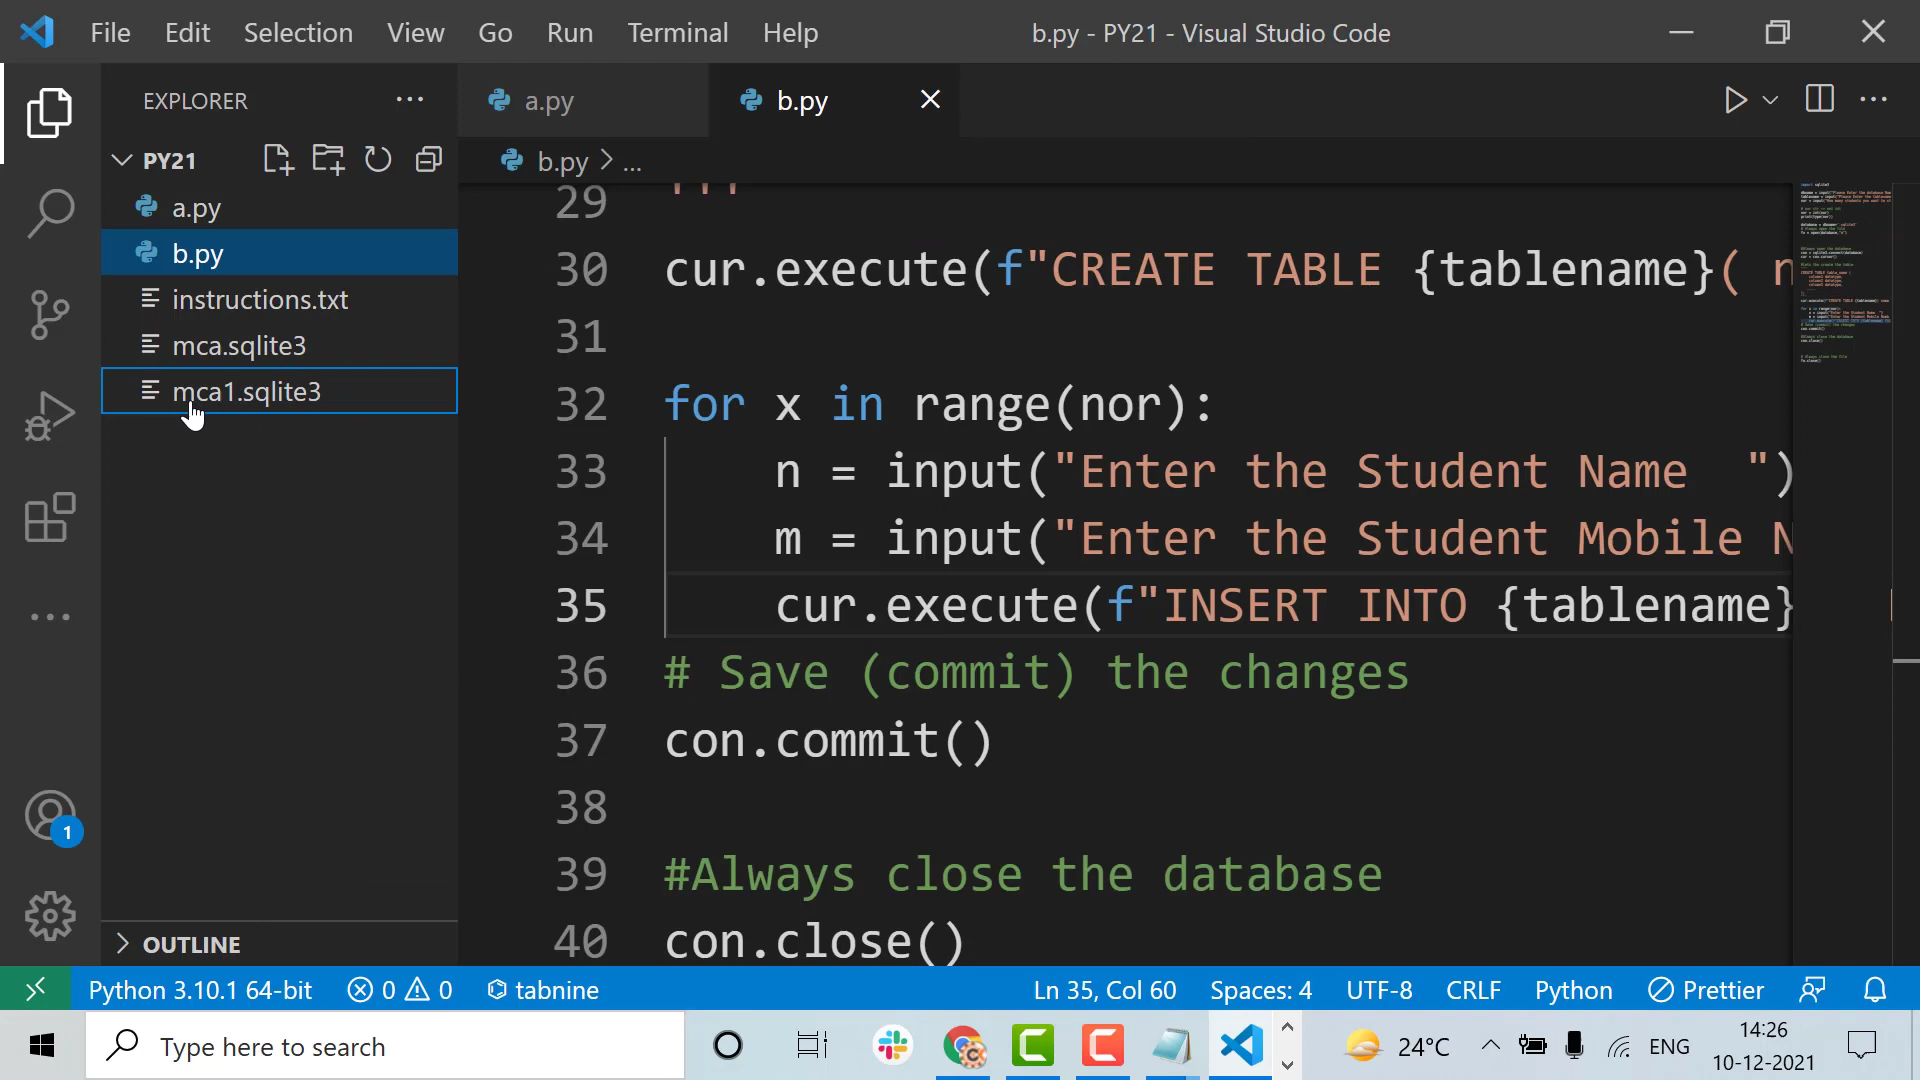 File Edit Selection View Go Run Terminal Help
b.py - PY21 - Visual Studio Code
EXPLORER
PY21
a.py
b.py
instructions.txt
mca.sqlite3
mca1.sqlite3
OUTLINE
a.py
b.py
b.py > ...
29 '''
30 cur.execute(f"CREATE TABLE {tablename}(
31
32 for x in range(nor):
33 n = input("Enter the Student Name  ")
34 m = input("Enter the Student Mobile N
35 cur.execute(f"INSERT INTO {tablename}
36 # Save (commit) the changes
37 con.commit()
38
39 #Always close the database
40 con.close()
1
Python 3.10.1 64-bit 0 0 tabnine Ln 35, Col 60 Spaces: 4 UTF-8 CRLF Python Prettier
Type here to search
24°C
ENG
14:26
10-12-2021